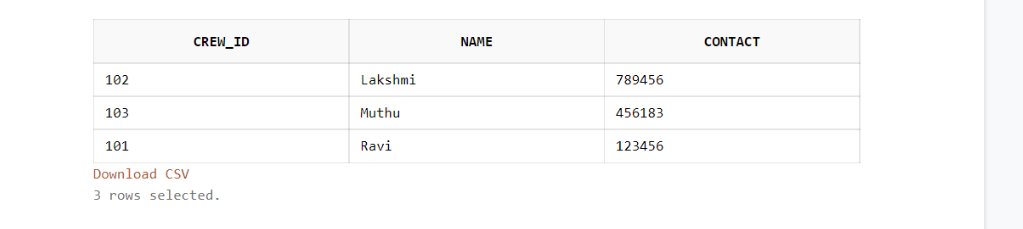 CREW_ID NAME CONTACT
102 Lakshmi 789456
103 Muthu 456183
101 Ravi 123456
Download CSV
3 rows selected.